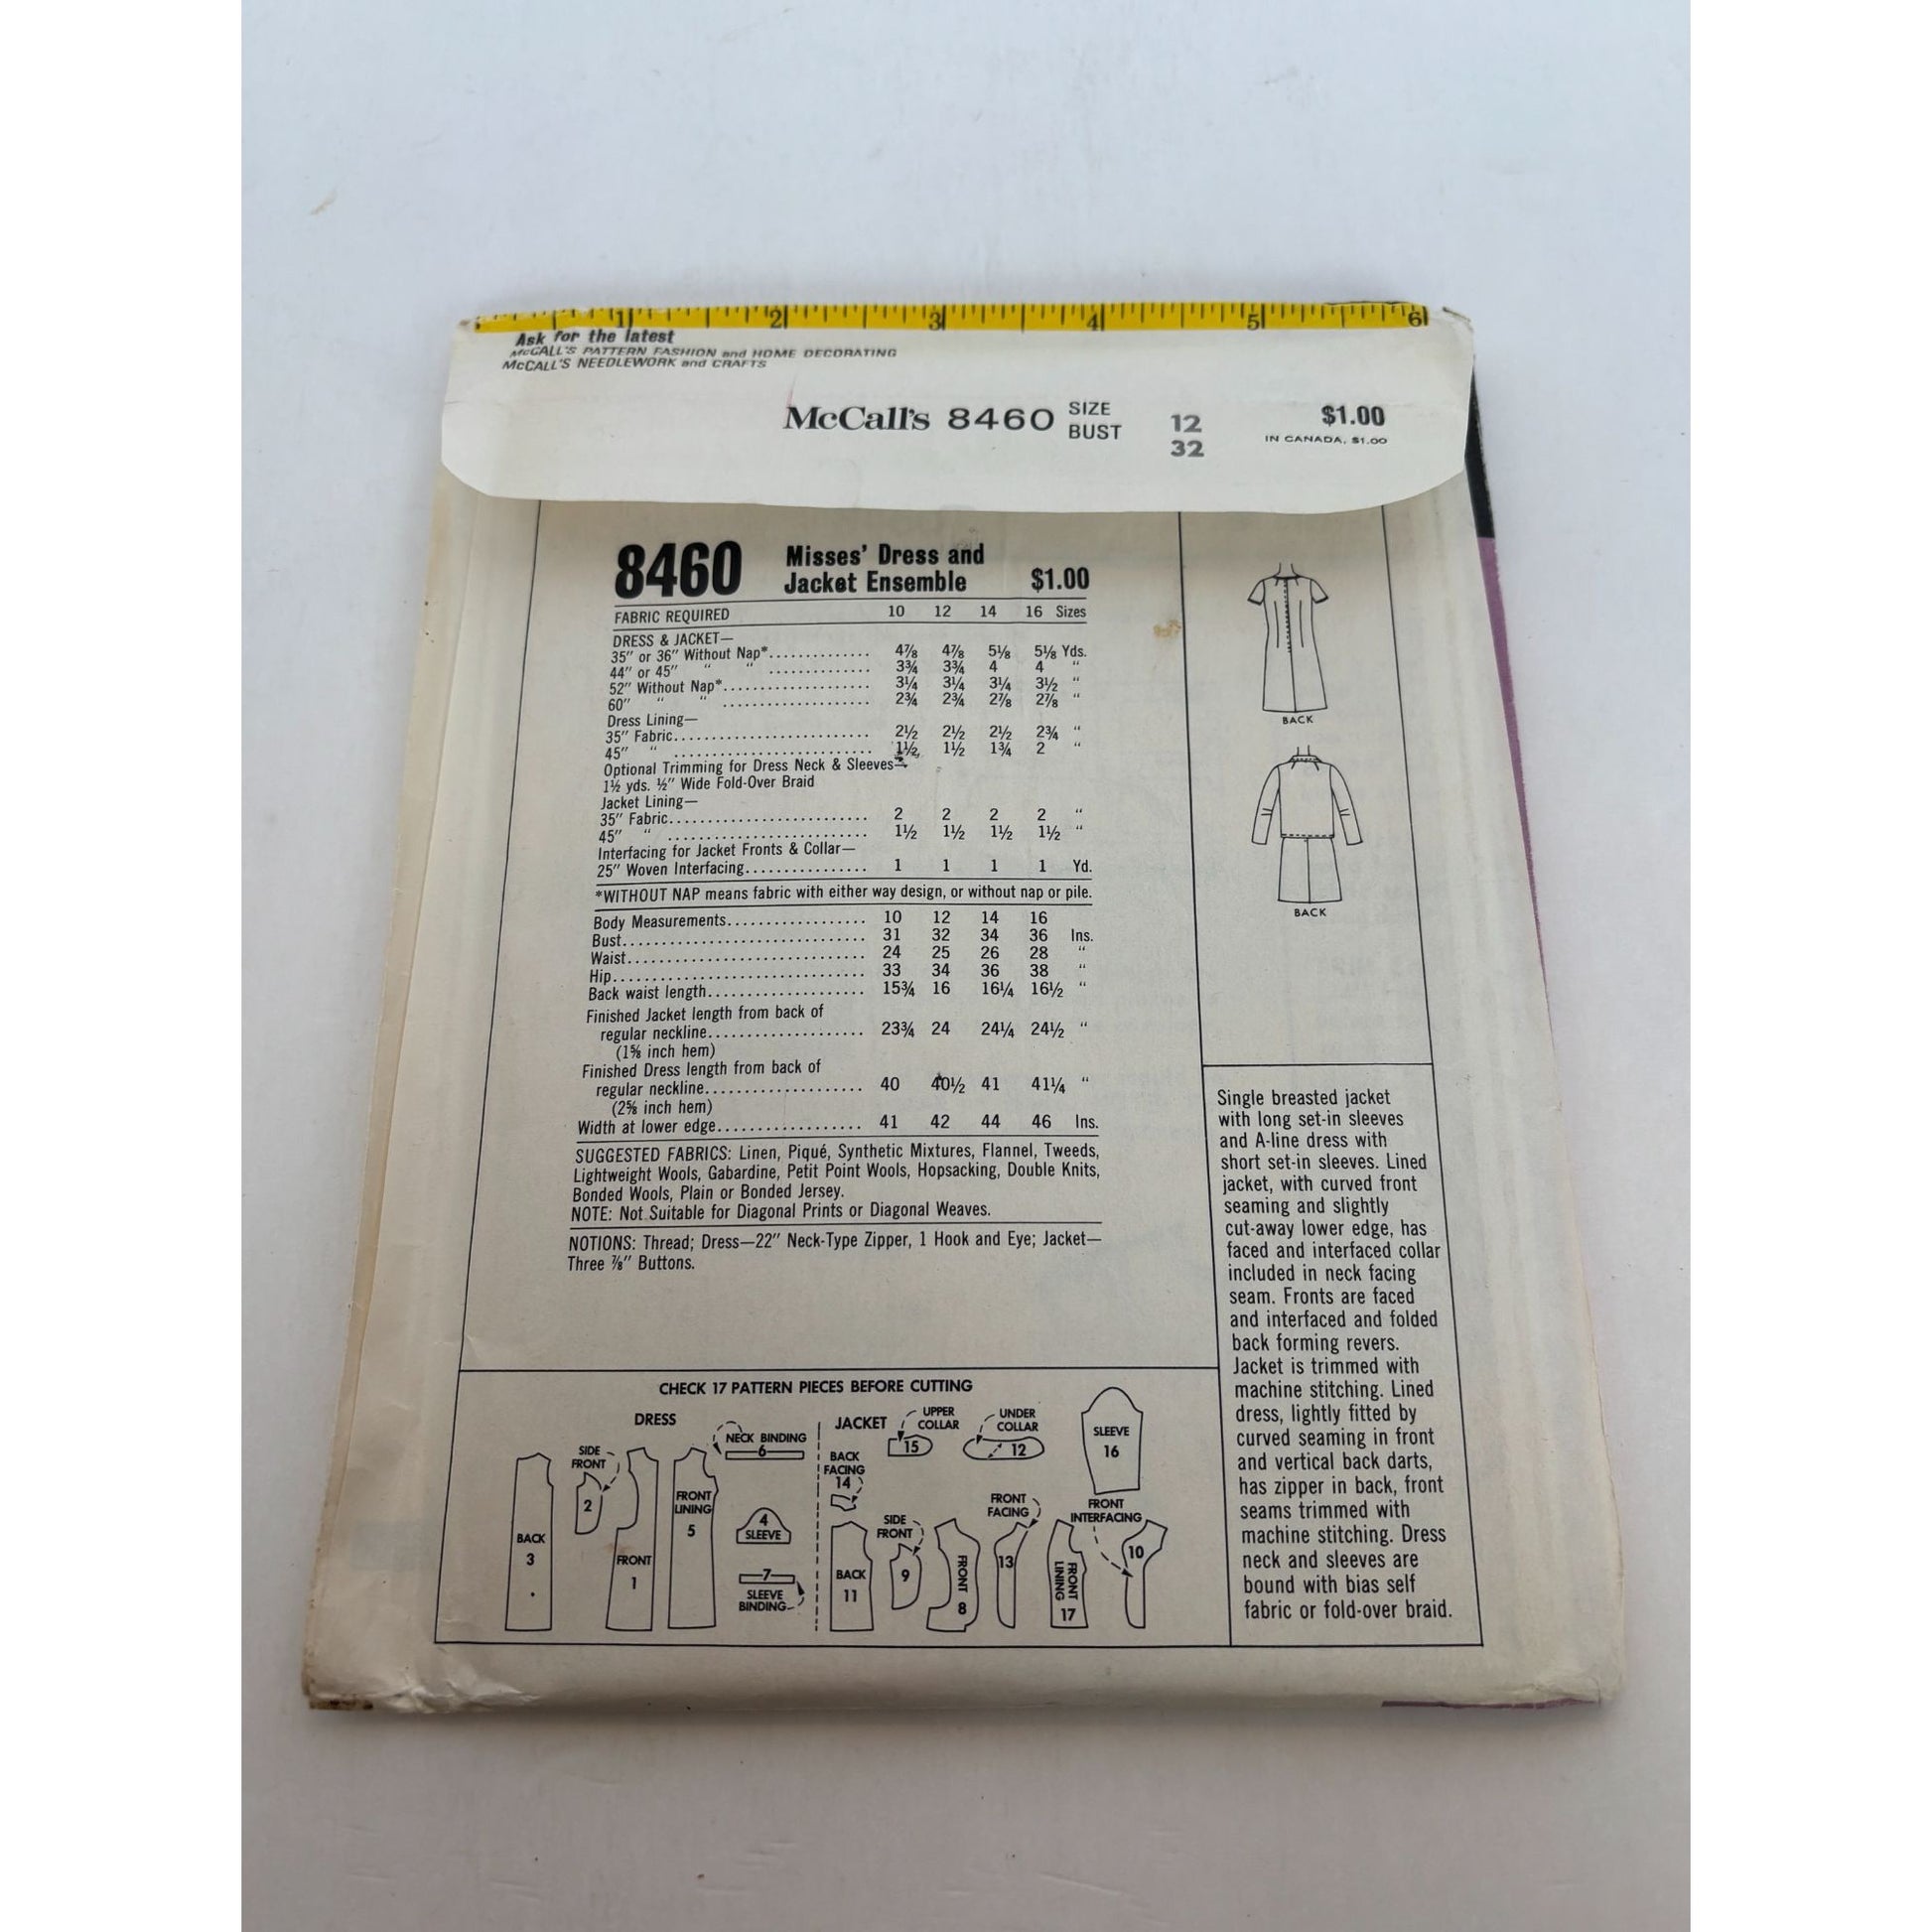 1 2 3 4 5 6
Ask for the latest
McCALL'S PATTERN FASHION and HOME DECORATING
McCALL'S NEEDLEWORK and CRAFTS
McCall's 8460 SIZE 12 $1.00
BUST 32 IN CANADA, $1.00
8460 Misses' Dress and
Jacket Ensemble $1.00
FABRIC REQUIRED 10 12 14 16 Sizes
DRESS & JACKET—
35" or 36" Without Nap*.............. 4⅞ 4⅞ 5⅛ 5⅛ Yds.
44" or 45" " " .............. 3¾ 3¾ 4 4 "
52" Without Nap*.................... 3¼ 3¼ 3¼ 3½ "
60" " " .................... 2¾ 2¾ 2⅞ 2⅞ "
Dress Lining—
35" Fabric.......................... 2½ 2½ 2½ 2¾ "
45" " .......................... 1½ 1½ 1¾ 2 "
Optional Trimming for Dress Neck & Sleeves—
1½ yds. ½" Wide Fold-Over Braid
Jacket Lining—
35" Fabric.......................... 2 2 2 2 "
45" " .......................... 1½ 1½ 1½ 1½ "
Interfacing for Jacket Fronts & Collar—
25" Woven Interfacing................ 1 1 1 1 Yd.
*WITHOUT NAP means fabric with either way design, or without nap or pile.
Body Measurements.................. 10 12 14 16
Bust............................... 31 32 34 36 Ins.
Waist.............................. 24 25 26 28 "
Hip................................ 33 34 36 38 "
Back waist length.................... 15¾ 16 16¼ 16½ "
Finished Jacket length from back of
regular neckline.................... 23¾ 24 24¼ 24½ "
(1⅝ inch hem)
Finished Dress length from back of
regular neckline.................... 40 40½ 41 41¼ "
(2⅝ inch hem)
Width at lower edge.................. 41 42 44 46 Ins.
SUGGESTED FABRICS: Linen, Piqué, Synthetic Mixtures, Flannel, Tweeds,
Lightweight Wools, Gabardine, Petit Point Wools, Hopsacking, Double Knits,
Bonded Wools, Plain or Bonded Jersey.
NOTE: Not Suitable for Diagonal Prints or Diagonal Weaves.
NOTIONS: Thread; Dress—22" Neck-Type Zipper, 1 Hook and Eye; Jacket—
Three ⅞" Buttons.
BACK
BACK
Single breasted jacket
with long set-in sleeves
and A-line dress with
short set-in sleeves. Lined
jacket, with curved front
seaming and slightly
cut-away lower edge, has
faced and interfaced collar
included in neck facing
seam. Fronts are faced
and interfaced and folded
back forming revers.
Jacket is trimmed with
machine stitching. Lined
dress, lightly fitted by
curved seaming in front
and vertical back darts,
has zipper in back, front
seams trimmed with
machine stitching. Dress
neck and sleeves are
bound with bias self
fabric or fold-over braid.
CHECK 17 PATTERN PIECES BEFORE CUTTING
DRESS
BACK
3
SIDE
FRONT
2
FRONT
1
FRONT
LINING
5
NECK BINDING
6
4
SLEEVE
7
SLEEVE
BINDING
JACKET
UPPER
COLLAR
15
UNDER
COLLAR
12
SLEEVE
16
BACK
FACING
14
BACK
11
SIDE
FRONT
9
FRONT
8
FRONT
FACING
13
FRONT
LINING
17
FRONT
INTERFACING
10